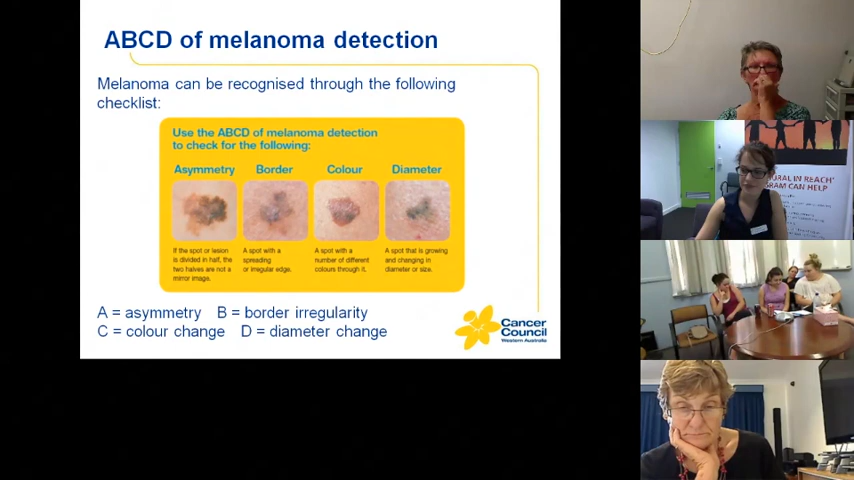 ABCD of melanoma detection
Melanoma can be recognised through the following
checklist:
Use the ABCD of melanoma detection
to check for the following:
Asymmetry Border Colour Diameter
If the spot or lesion
is divided in half, the
two halves are not a
mirror image.
A spot with a
spreading
or irregular edge.
A spot with a
number of different
colours through it.
A spot that is growing
and changing in
diameter or size.
A = asymmetry B = border irregularity
C = colour change D = diameter change
Cancer
Council
Western Australia
URAL IN REACH'
GRAM CAN HELP